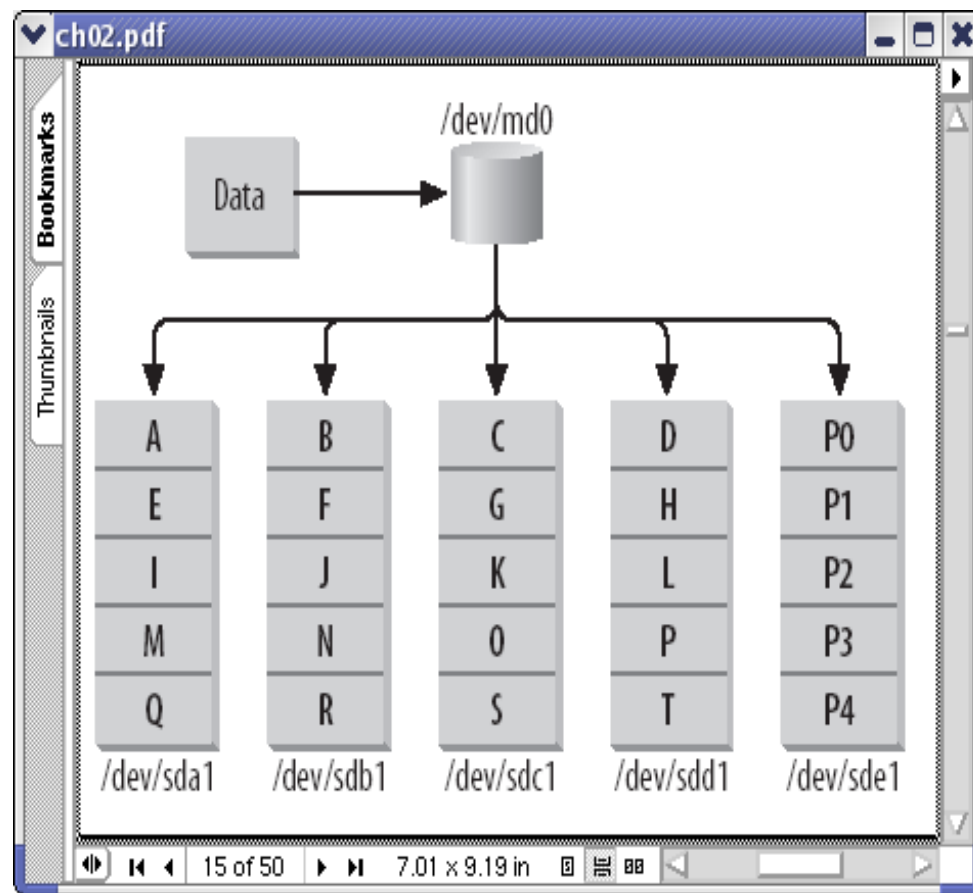 ch02.pdf
Bookmarks
Thumbnails
/dev/md0
Data
A B C D P0
E F G H P1
I J K L P2
M N O P P3
Q R S T P4
/dev/sda1 /dev/sdb1 /dev/sdc1 /dev/sdd1 /dev/sde1
15 of 50 7.01 x 9.19 in